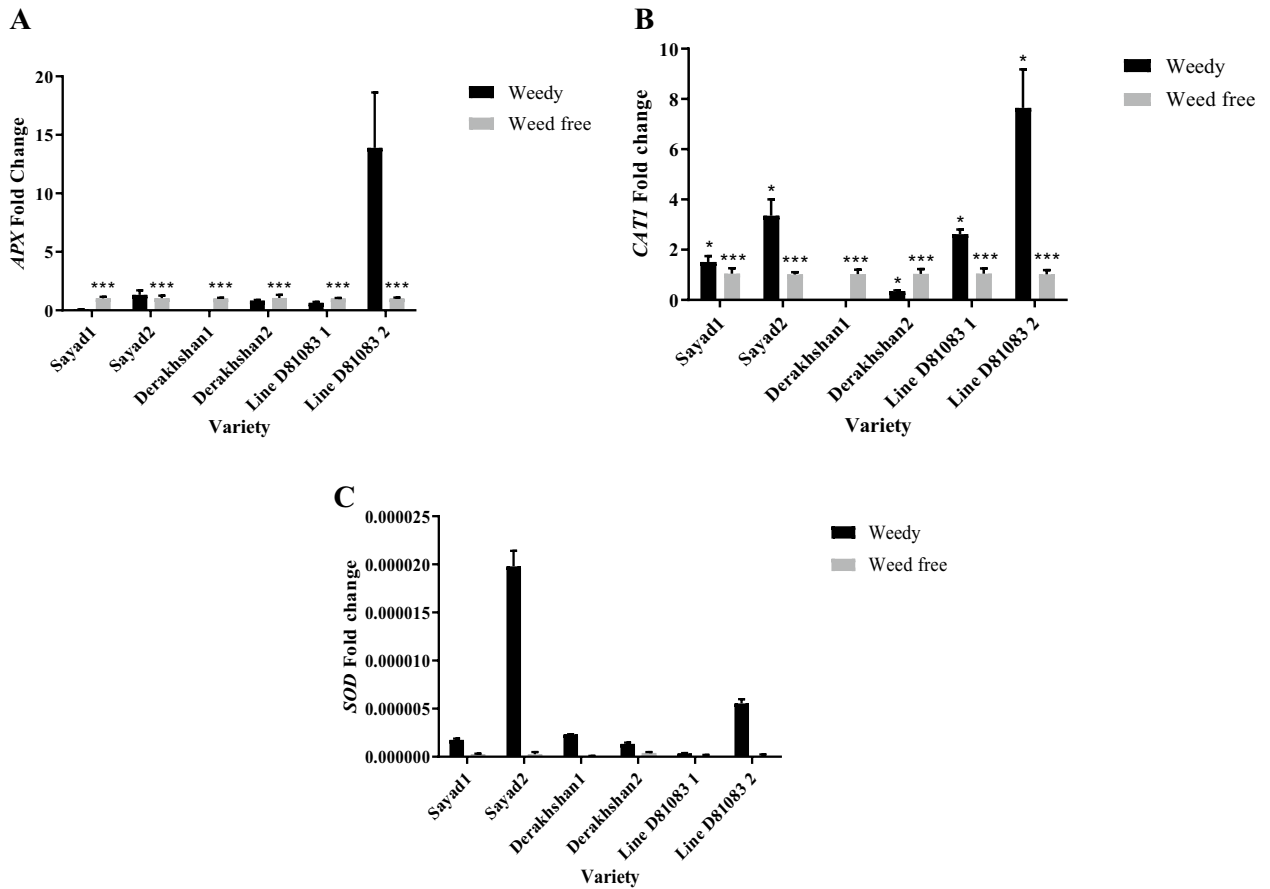 A
APX Fold Change
20
15
10
5
0
***
***
***
***
***
***
Sayad1
Sayad2
Derakhshan1
Derakhshan2
Line D81083 1
Line D81083 2
Variety
Weedy
Weed free
B
CAT1 Fold change
10
8
6
4
2
0
*
***
*
***
***
*
***
*
***
*
***
Sayad1
Sayad2
Derakhshan1
Derakhshan2
Line D81083 1
Line D81083 2
Variety
Weedy
Weed free
C
SOD Fold change
0.000025
0.000020
0.000015
0.000010
0.000005
0.000000
Sayad1
Sayad2
Derakhshan1
Derakhshan2
Line D81083 1
Line D81083 2
Variety
Weedy
Weed free